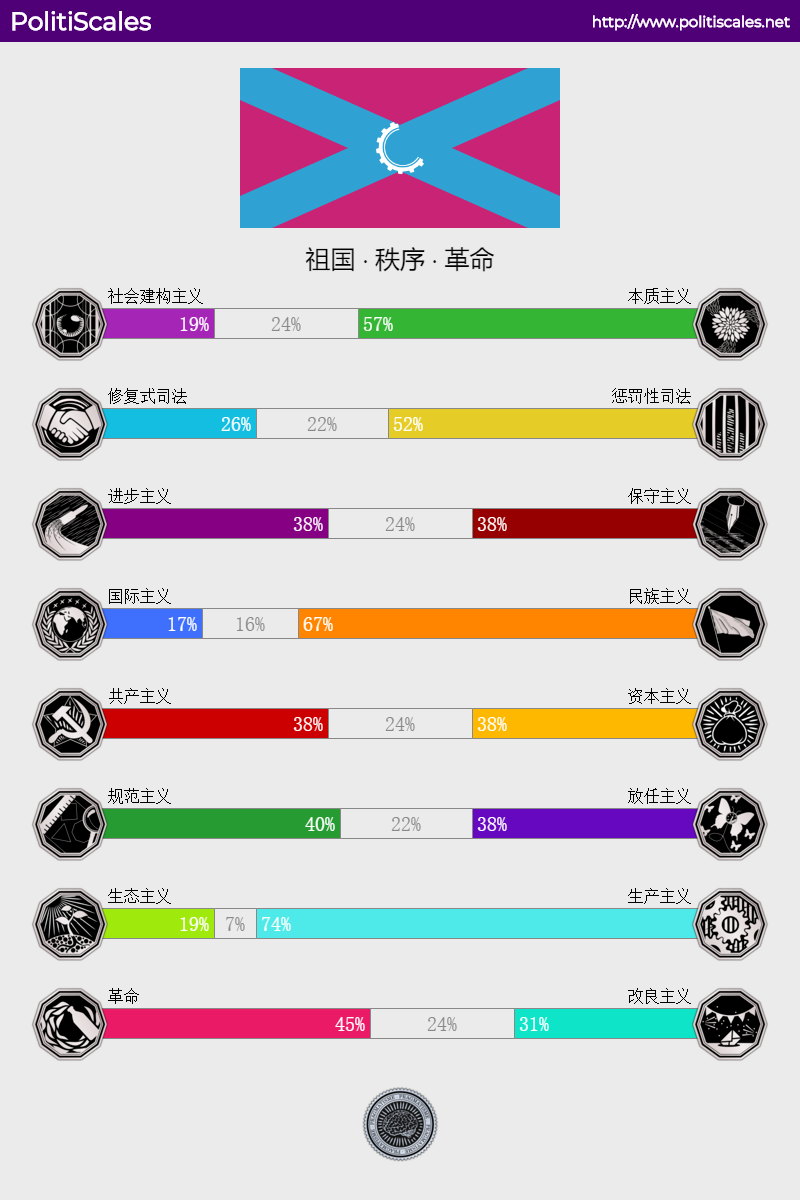 PolitiScales
http://www.politiscales.net
祖国 · 秩序 · 革命
社会建构主义 本质主义
19% 24% 57%
修复式司法 惩罚性司法
26% 22% 52%
进步主义 保守主义
38% 24% 38%
国际主义 民族主义
17% 16% 67%
共产主义 资本主义
38% 24% 38%
规范主义 放任主义
40% 22% 38%
生态主义 生产主义
19% 7% 74%
革命 改良主义
45% 24% 31%